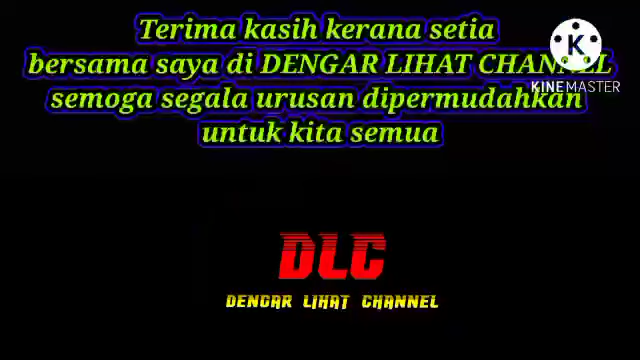 Terima kasih kerana setia
bersama saya di DENGAR LIHAT CHANNEL
semoga segala urusan dipermudahkan
untuk kita semua
K
KINEMASTER
DLC
DENGAR LIHAT CHANNEL